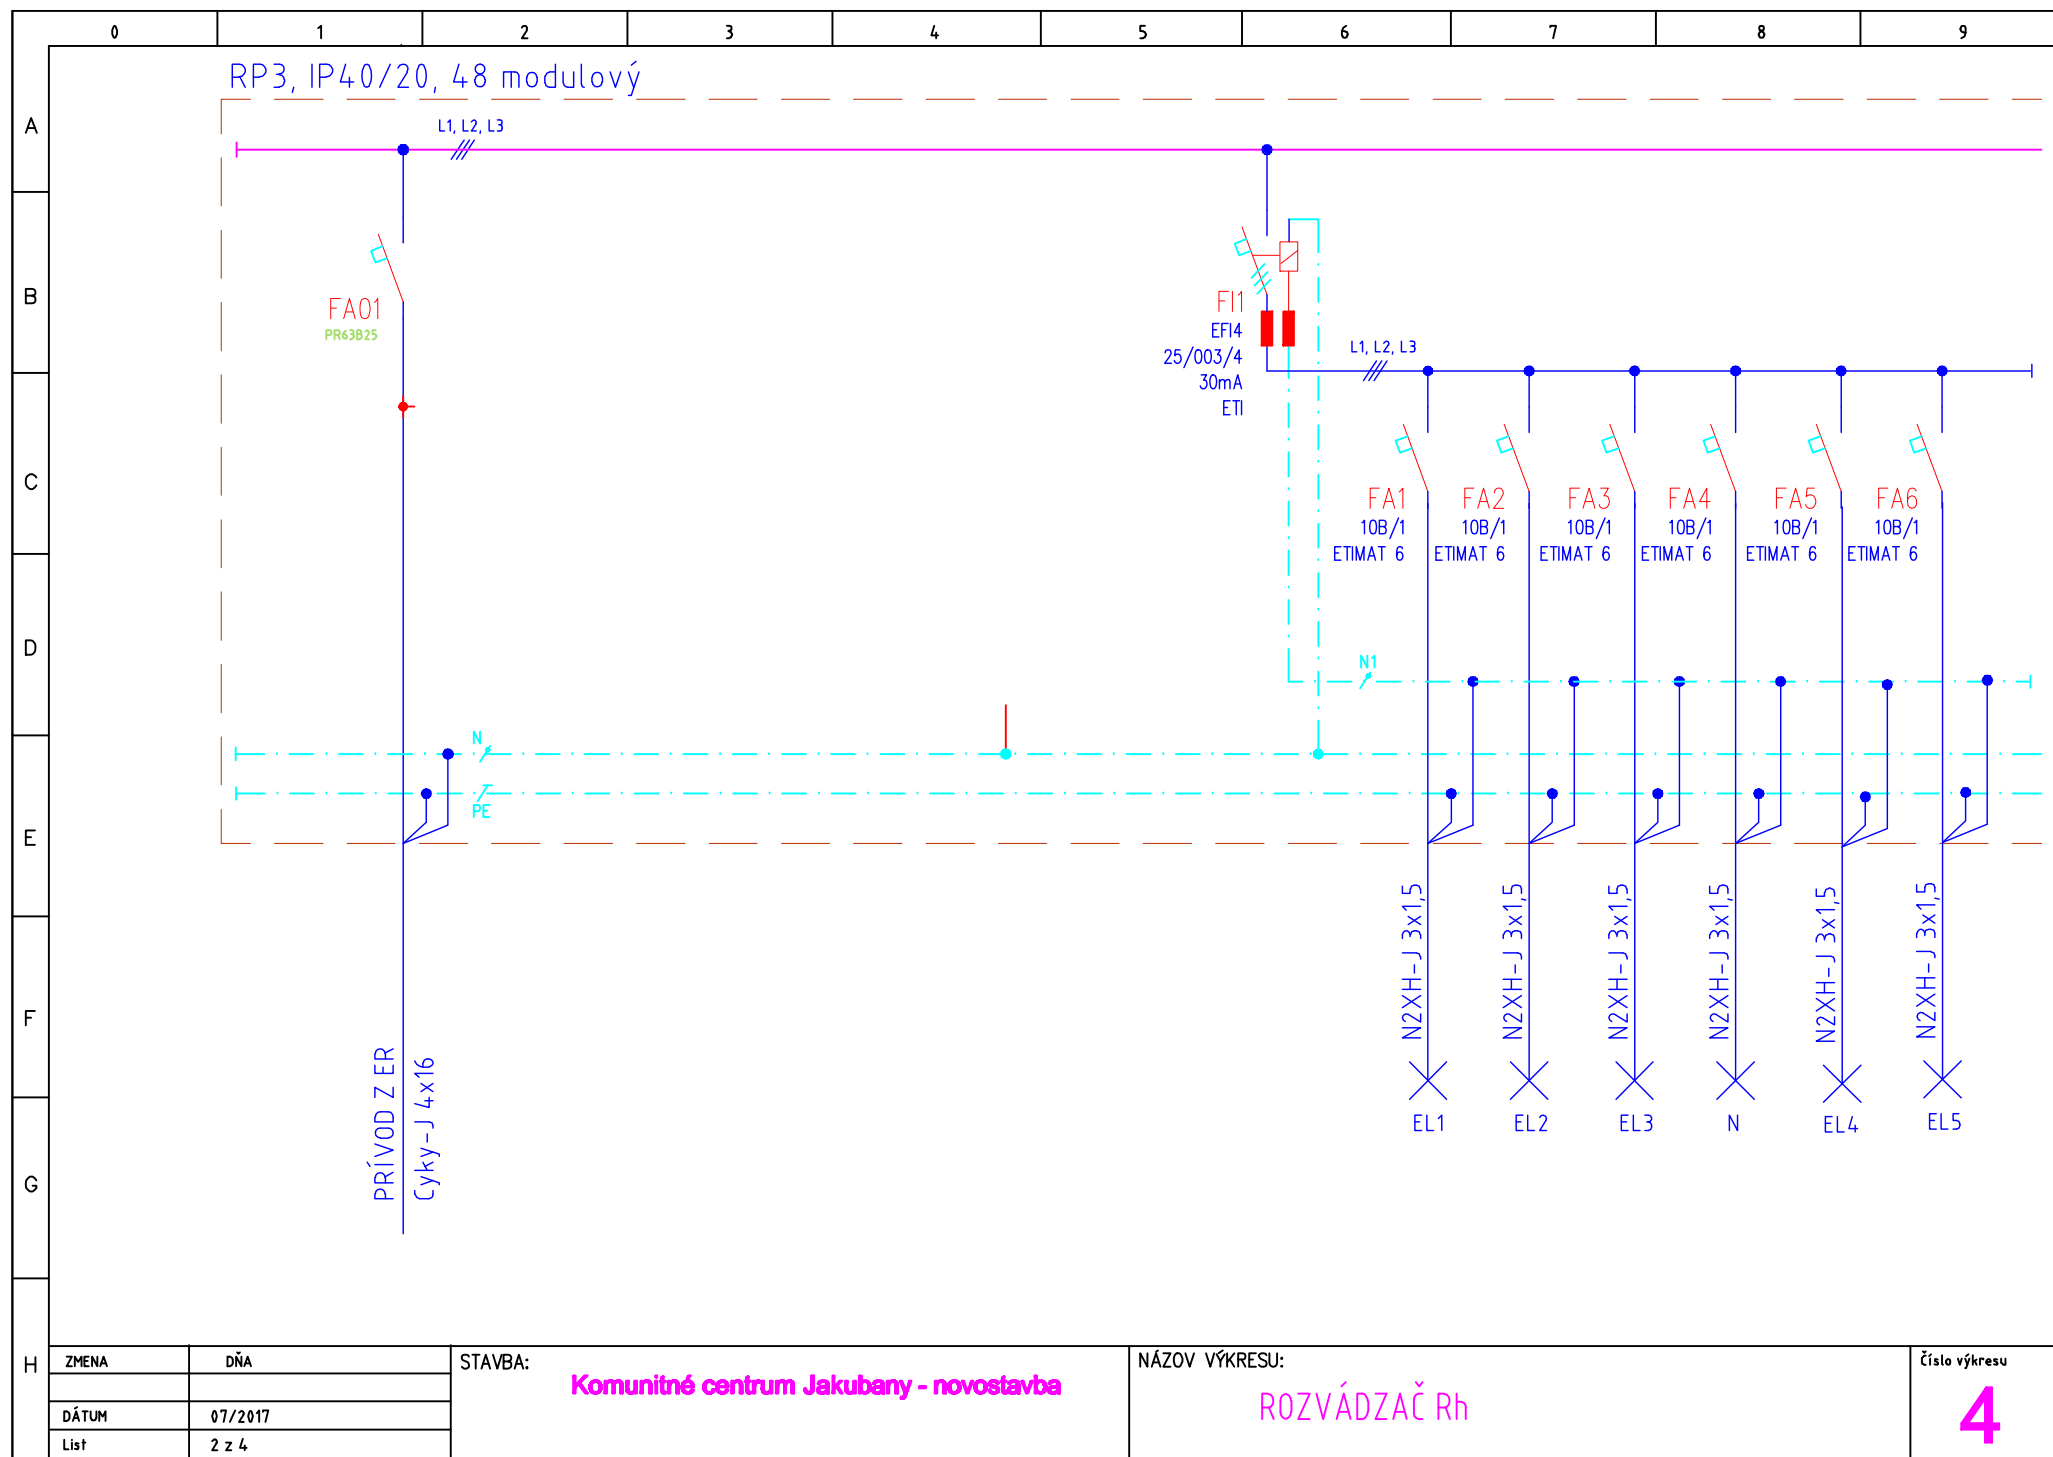 0 1 2 3 4 5 6 7 8 9
RP3, IP40/20, 48 modulový
A
L1, L2, L3
B
FA01
PR63B25
FI1
EFI4
25/003/4
30mA
ETI
L1, L2, L3
C
FA1 FA2 FA3 FA4 FA5 FA6
10B/1 10B/1 10B/1 10B/1 10B/1 10B/1
ETIMAT 6 ETIMAT 6 ETIMAT 6 ETIMAT 6 ETIMAT 6 ETIMAT 6
D
N1
N
PE
E
N2XH-J 3x1,5
N2XH-J 3x1,5
N2XH-J 3x1,5
N2XH-J 3x1,5
N2XH-J 3x1,5
N2XH-J 3x1,5
F
PRÍVOD Z ER
Cyky-J 4x16
EL1 EL2 EL3 N EL4 EL5
G
H
ZMENA DŇA
DÁTUM 07/2017
List 2 z 4
STAVBA:
Komunitné centrum Jakubany - novostavba
NÁZOV VÝKRESU:
ROZVÁDZAČ Rh
Číslo výkresu
4